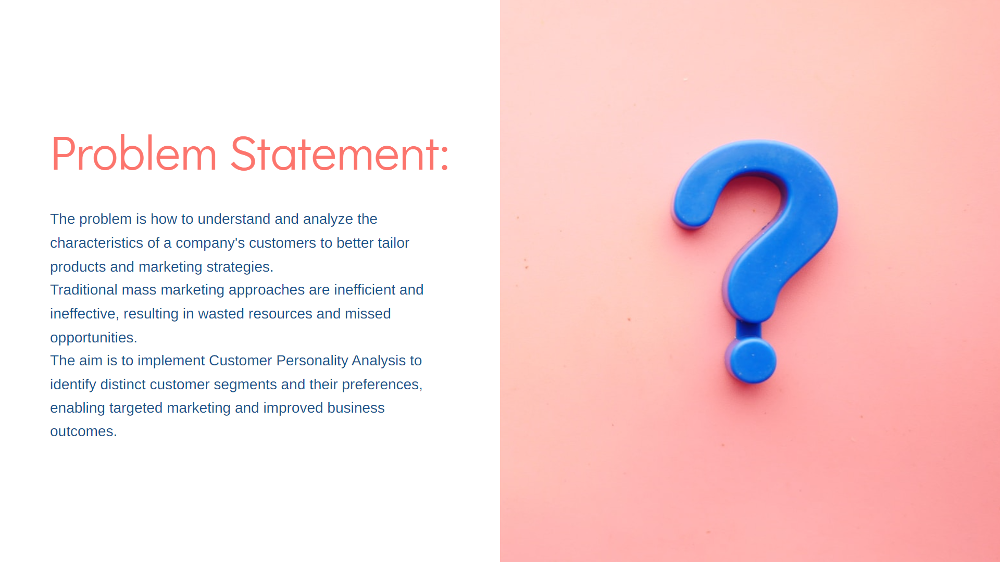 Problem Statement:
The problem is how to understand and analyze the
characteristics of a company's customers to better tailor
products and marketing strategies.
Traditional mass marketing approaches are inefficient and
ineffective, resulting in wasted resources and missed
opportunities.
The aim is to implement Customer Personality Analysis to
identify distinct customer segments and their preferences,
enabling targeted marketing and improved business
outcomes.
?